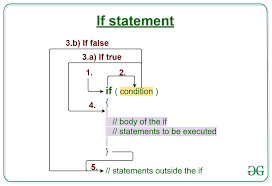 If statement
3.b) If false
3.a) If true
1. 2.
if ( condition )
4. {
// body of the if
// statements to be executed
}
5. // statements outside the if